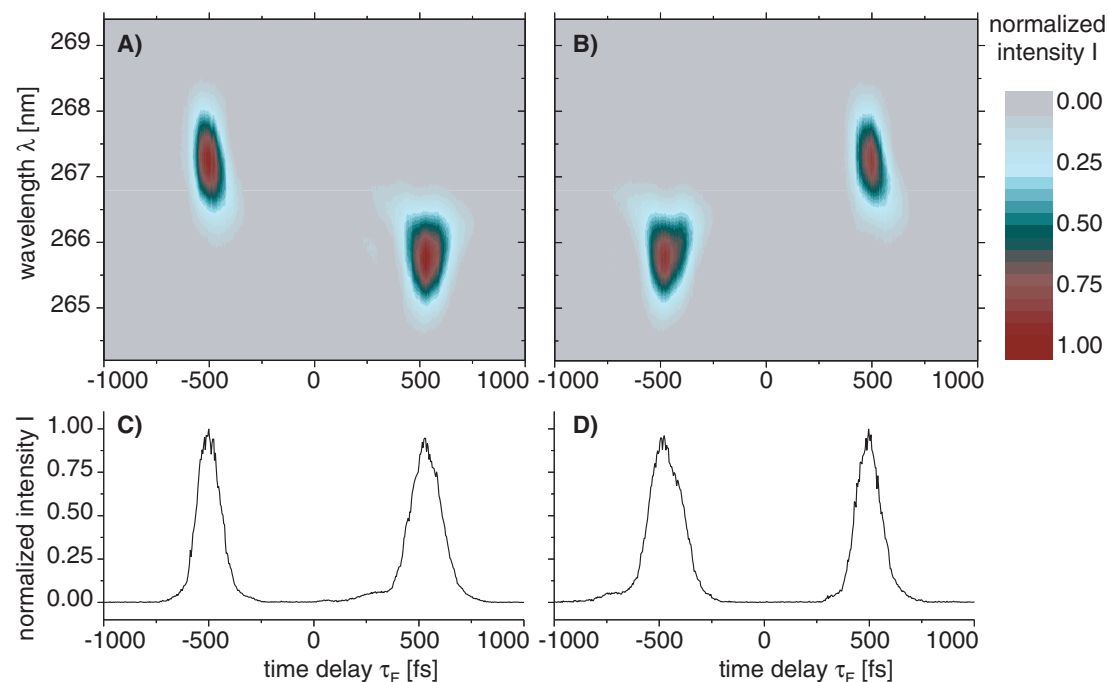 A)
B)
normalized
intensity I
269
268
267
266
265
wavelength λ [nm]
0.00
0.25
0.50
0.75
1.00
-1000 -500 0 500 1000
-1000 -500 0 500 1000
C)
D)
1.00
0.75
0.50
0.25
0.00
normalized intensity I
-1000 -500 0 500 1000
-1000 -500 0 500 1000
time delay τF [fs]
time delay τF [fs]